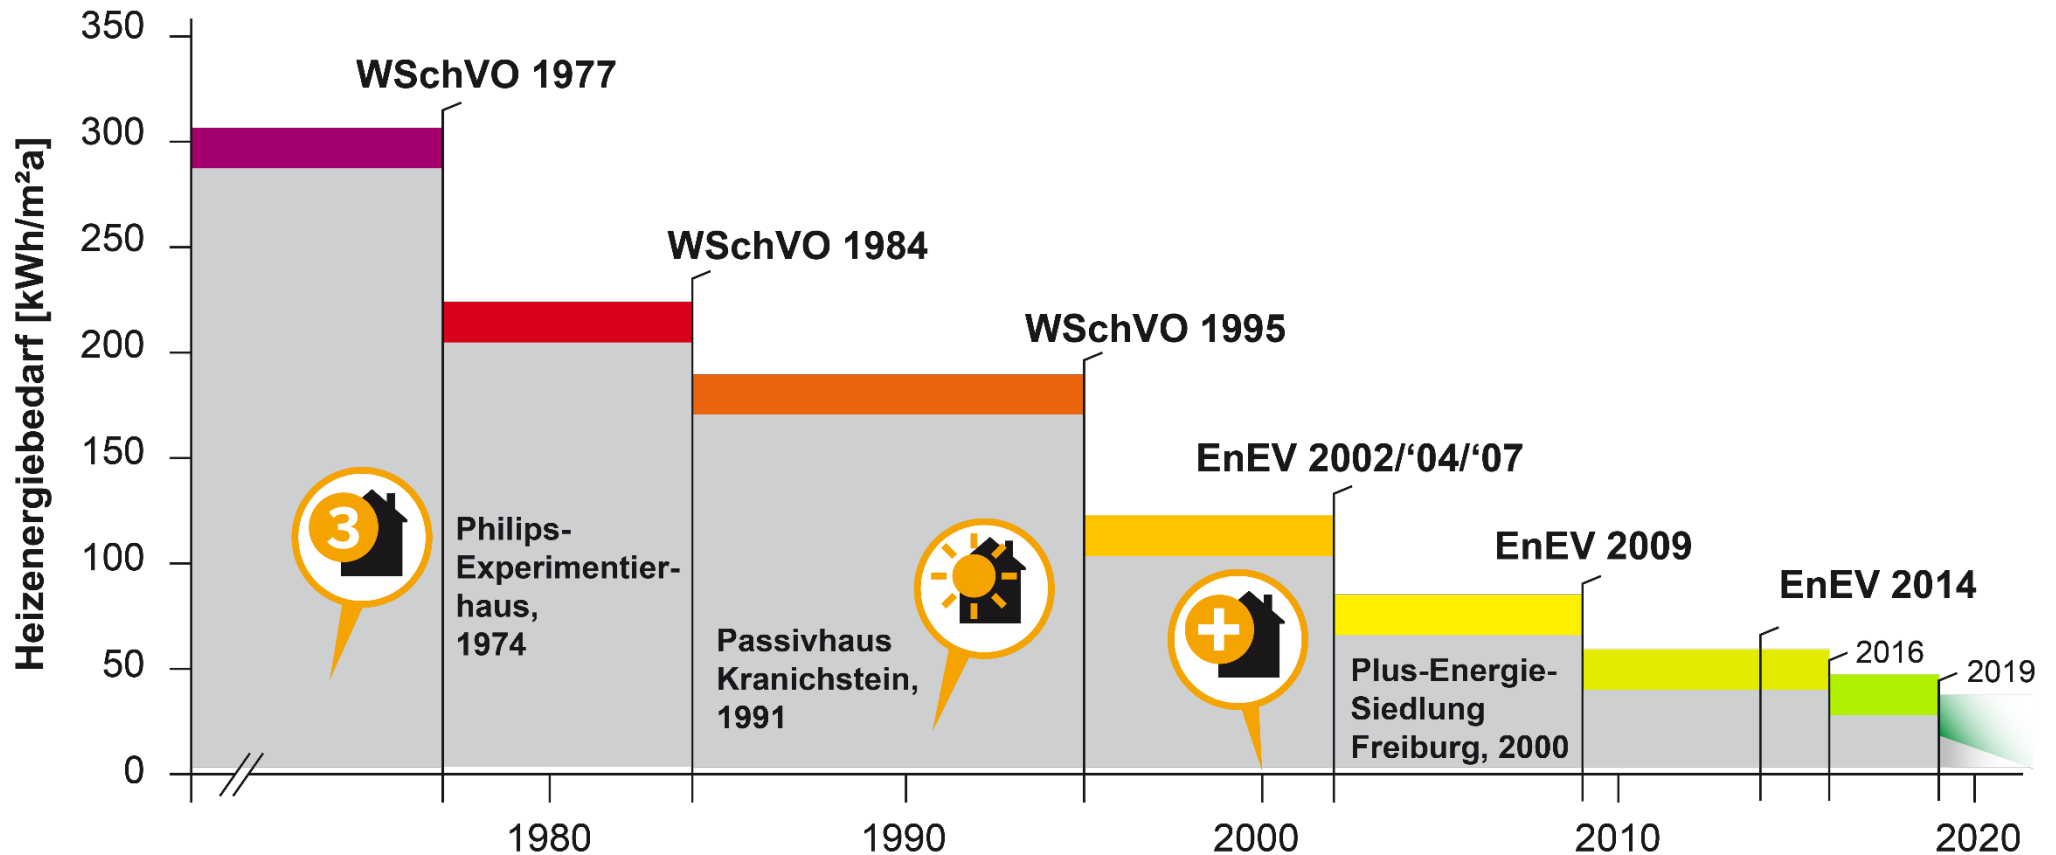 350
300
250
200
150
100
50
0
Heizenergiebedarf [kWh/m²a]
WSchVO 1977
WSchVO 1984
WSchVO 1995
EnEV 2002/‘04/‘07
EnEV 2009
EnEV 2014
2016
2019
3
Philips-
Experimentier-
haus,
1974
Passivhaus
Kranichstein,
1991
+
Plus-Energie-
Siedlung
Freiburg, 2000
1980
1990
2000
2010
2020